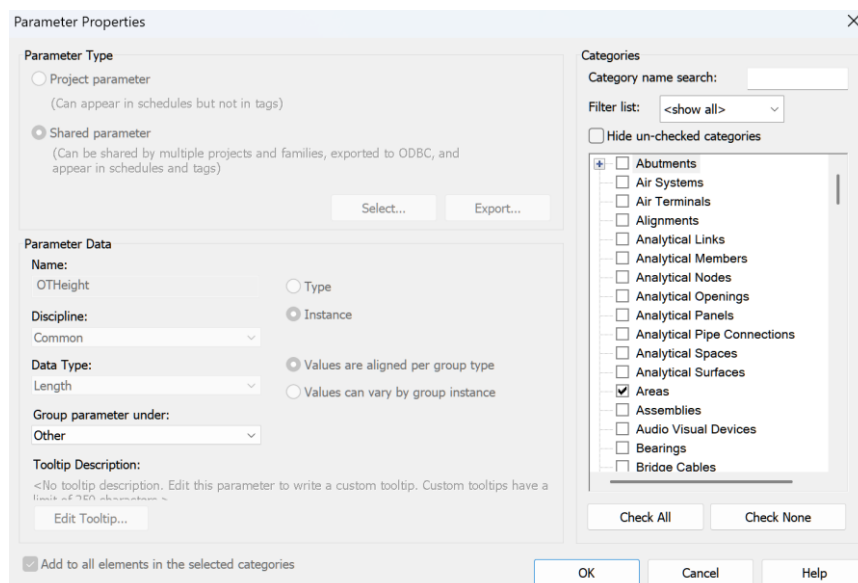 Parameter Properties
Parameter Type
Project parameter
(Can appear in schedules but not in tags)
Shared parameter
(Can be shared by multiple projects and families, exported to ODBC, and
appear in schedules and tags)
Select...
Export...
Parameter Data
Name:
OTHeight
Type
Discipline:
Instance
Common
Data Type:
Values are aligned per group type
Length
Values can vary by group instance
Group parameter under:
Other
Tooltip Description:
<No tooltip description. Edit this parameter to write a custom tooltip. Custom tooltips have a
limit of 250 characters.>
Edit Tooltip...
Add to all elements in the selected categories
Categories
Category name search:
Filter list:
<show all>
Hide un-checked categories
Abutments
Air Systems
Air Terminals
Alignments
Analytical Links
Analytical Members
Analytical Nodes
Analytical Openings
Analytical Panels
Analytical Pipe Connections
Analytical Spaces
Analytical Surfaces
Areas
Assemblies
Audio Visual Devices
Bearings
Bridge Cables
Check All
Check None
OK
Cancel
Help